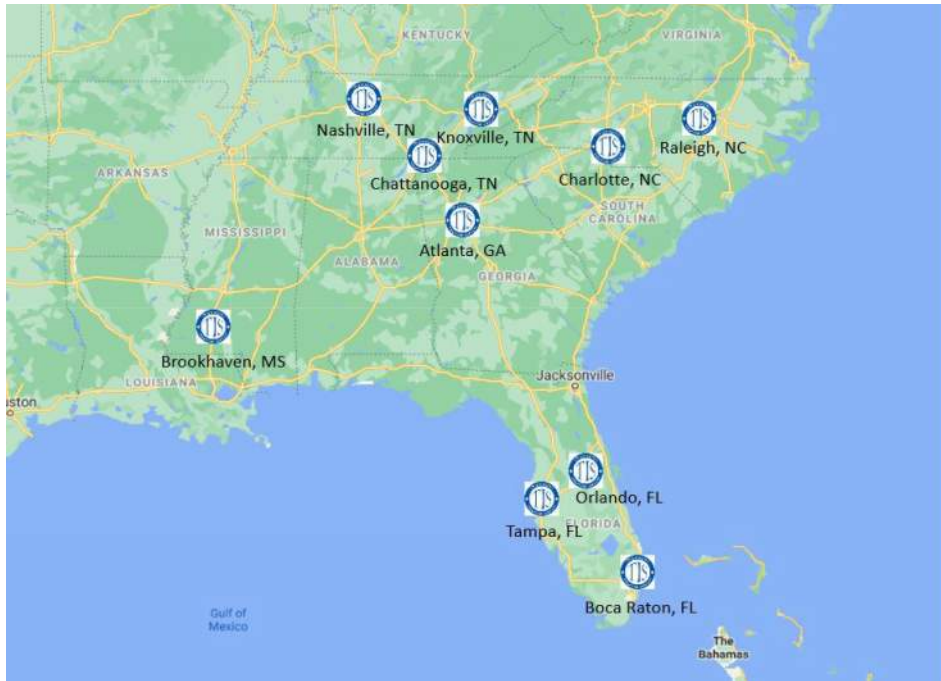 KENTUCKY
VIRGINIA
Nashville, TN
Knoxville, TN
Raleigh, NC
Chattanooga, TN
Charlotte, NC
ARKANSAS
SOUTH
CAROLINA
MISSISSIPPI
Atlanta, GA
ALABAMA
GEORGIA
Brookhaven, MS
LOUISIANA
Jacksonville
uston
Orlando, FL
Tampa, FL
FLORIDA
Boca Raton, FL
Gulf of
Mexico
The
Bahamas